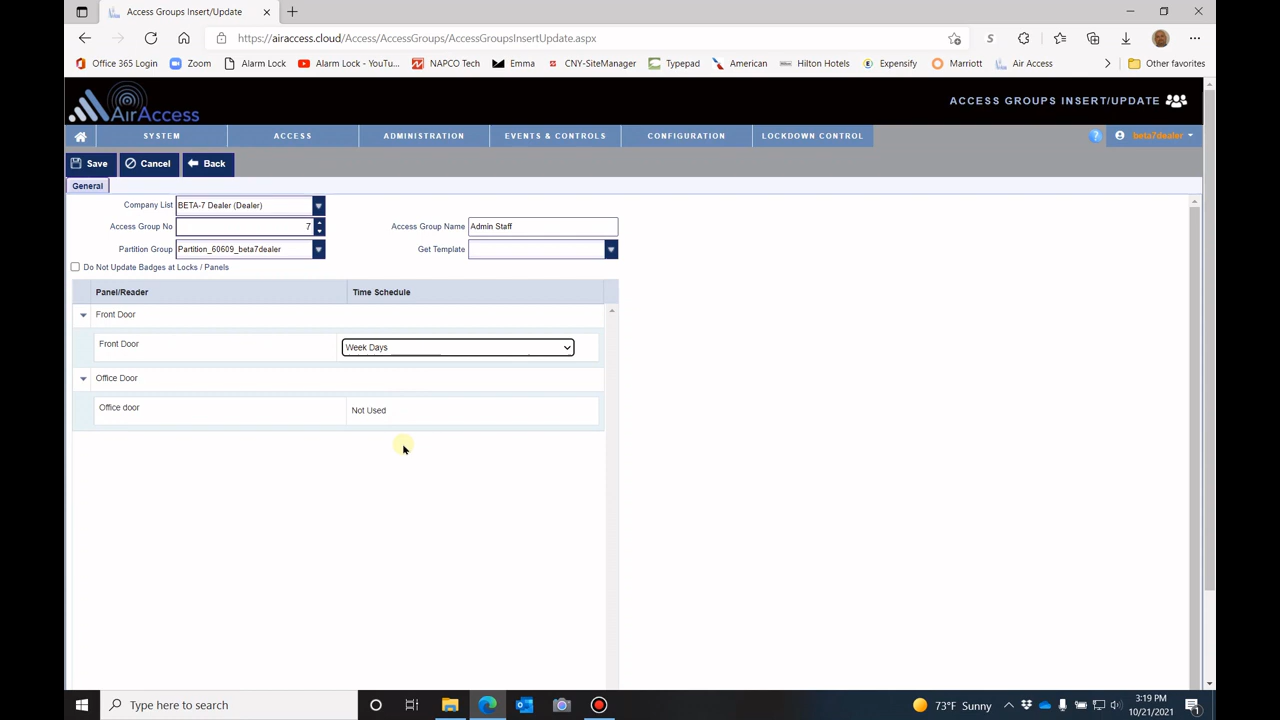 Access Groups Insert/Update
https://airaccess.cloud/Access/AccessGroups/AccessGroupsInsertUpdate.aspx
Office 365 Login Zoom Alarm Lock Alarm Lock - YouTu... NAPCO Tech Emma CNY-SiteManager Typepad American Hilton Hotels Expensify Marriott Air Access Other favorites
AirAccess
ACCESS GROUPS INSERT/UPDATE
SYSTEM ACCESS ADMINISTRATION EVENTS & CONTROLS CONFIGURATION LOCKDOWN CONTROL ? beta7dealer
Save Cancel Back
General
Company List BETA-7 Dealer (Dealer)
Access Group No 7 Access Group Name Admin Staff
Partition Group Partition_60609_beta7dealer Get Template
Do Not Update Badges at Locks / Panels
Panel/Reader Time Schedule
Front Door
Front Door Week Days
Office Door
Office door Not Used
Type here to search
73°F Sunny
3:19 PM
10/21/2021
1